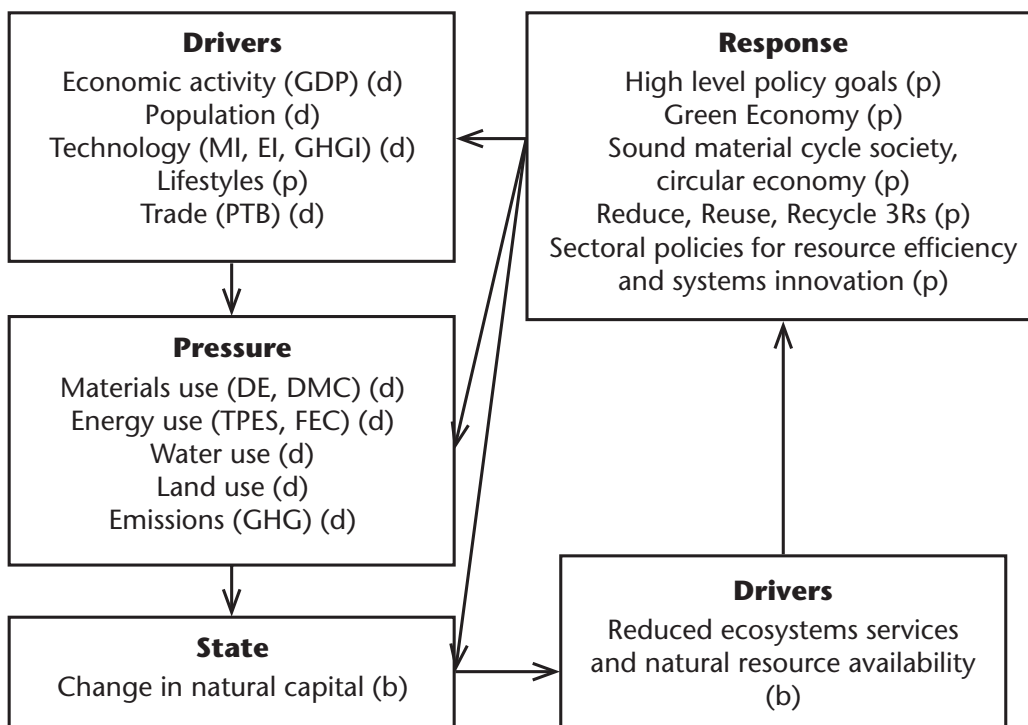 Drivers
Economic activity (GDP) (d)
Population (d)
Technology (MI, EI, GHGI) (d)
Lifestyles (p)
Trade (PTB) (d)
Response
High level policy goals (p)
Green Economy (p)
Sound material cycle society,
circular economy (p)
Reduce, Reuse, Recycle 3Rs (p)
Sectoral policies for resource efficiency
and systems innovation (p)
Pressure
Materials use (DE, DMC) (d)
Energy use (TPES, FEC) (d)
Water use (d)
Land use (d)
Emissions (GHG) (d)
State
Change in natural capital (b)
Drivers
Reduced ecosystems services
and natural resource availability
(b)